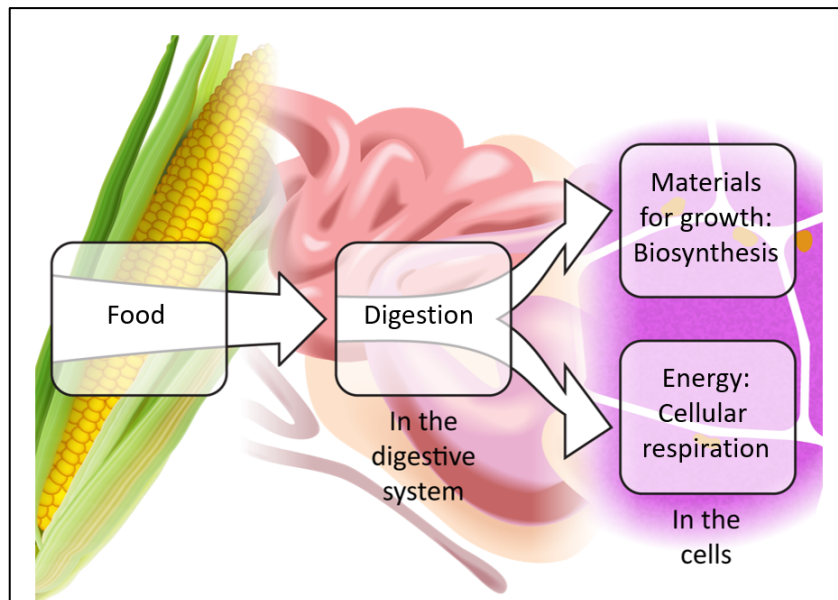 Food
Digestion
In the
digestive
system
Materials
for growth:
Biosynthesis
Energy:
Cellular
respiration
In the
cells